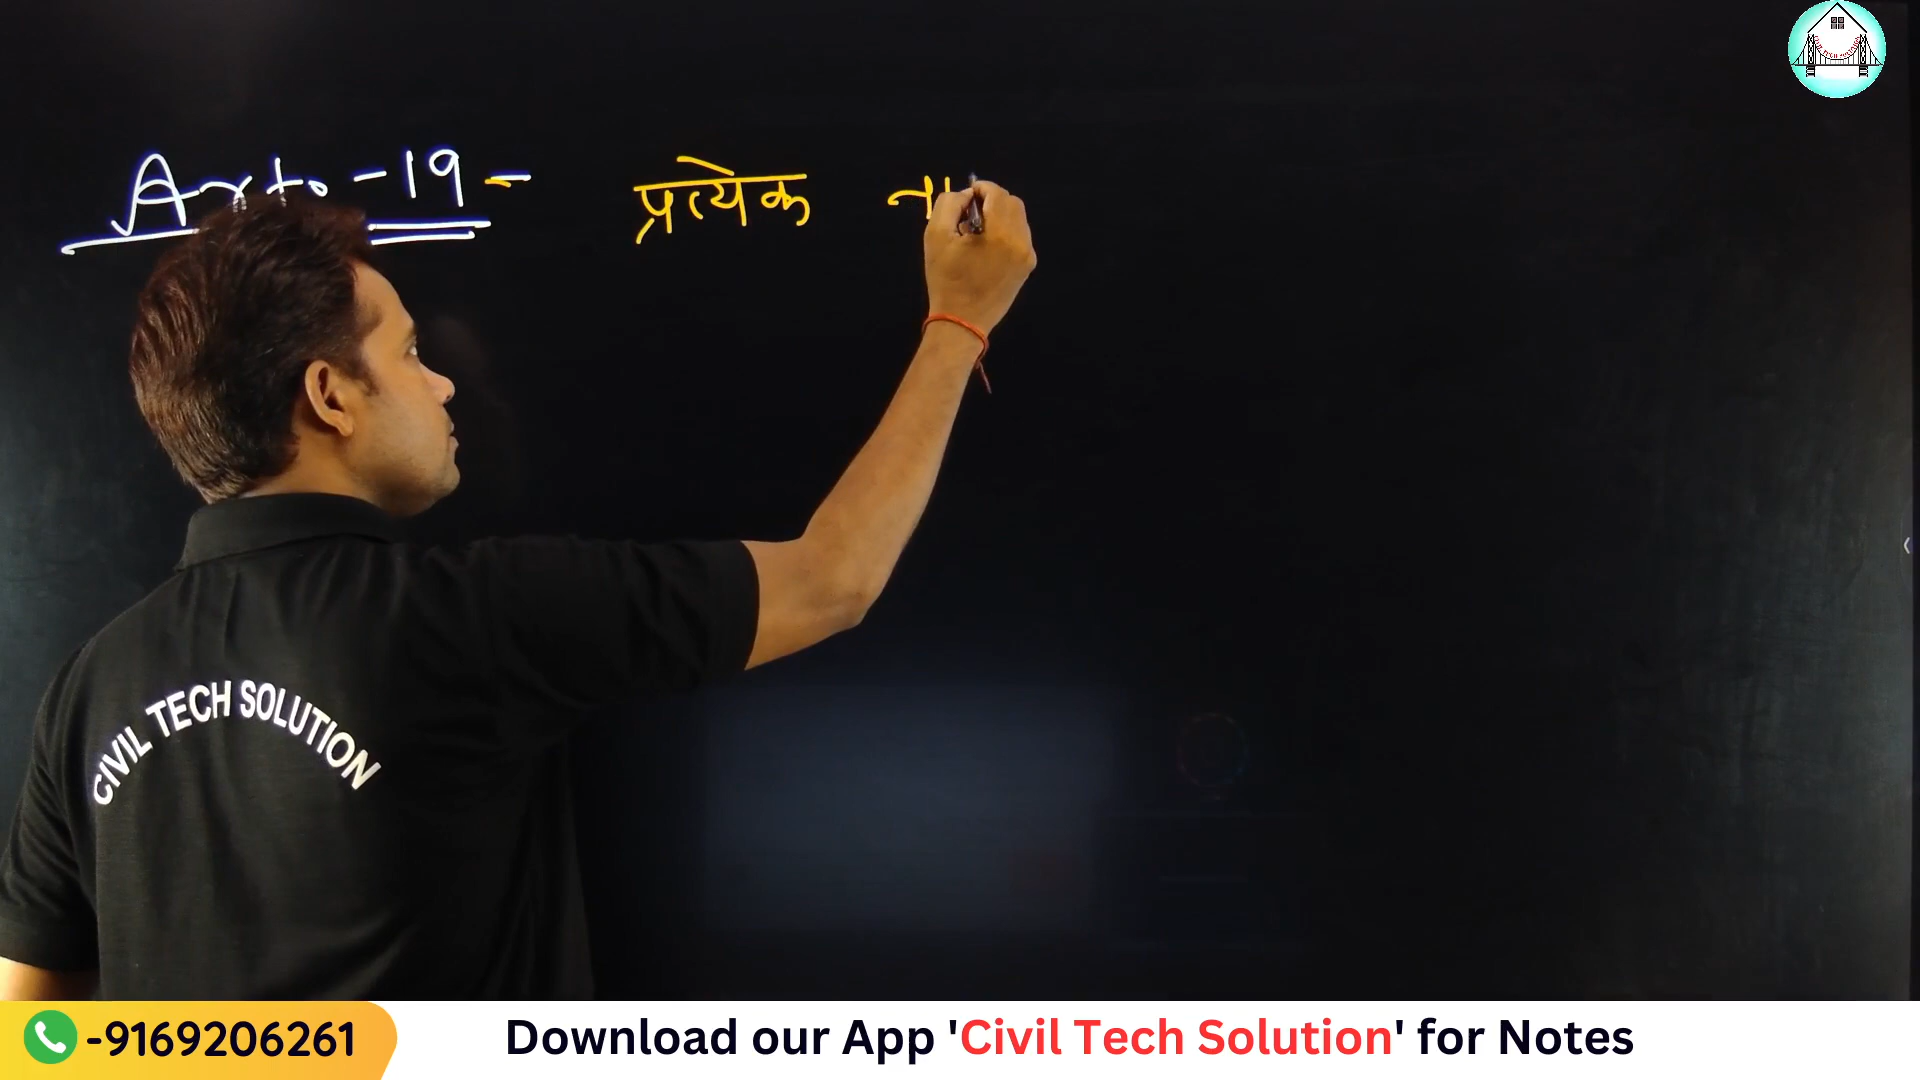 Art. -19 -
प्रत्येक ना
CIVIL TECH SOLUTION
-9169206261
Download our App 'Civil Tech Solution' for Notes